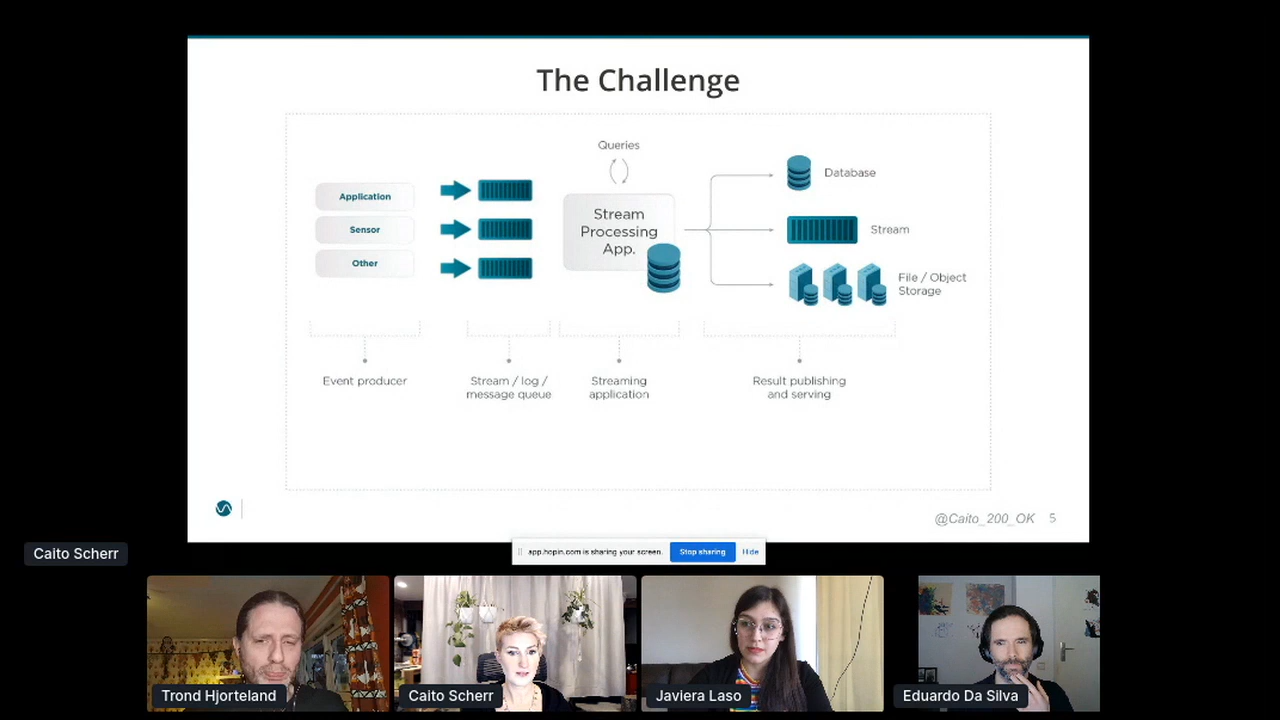 The Challenge
Queries
Application
Sensor
Other
Stream
Processing
App.
Database
Stream
File / Object
Storage
Event producer
Stream / log /
message queue
Streaming
application
Result publishing
and serving
@Caito_200_OK 5
Caito Scherr
app.hopin.com is sharing your screen.
Stop sharing
Hide
Trond Hjorteland
Caito Scherr
Javiera Laso
Eduardo Da Silva